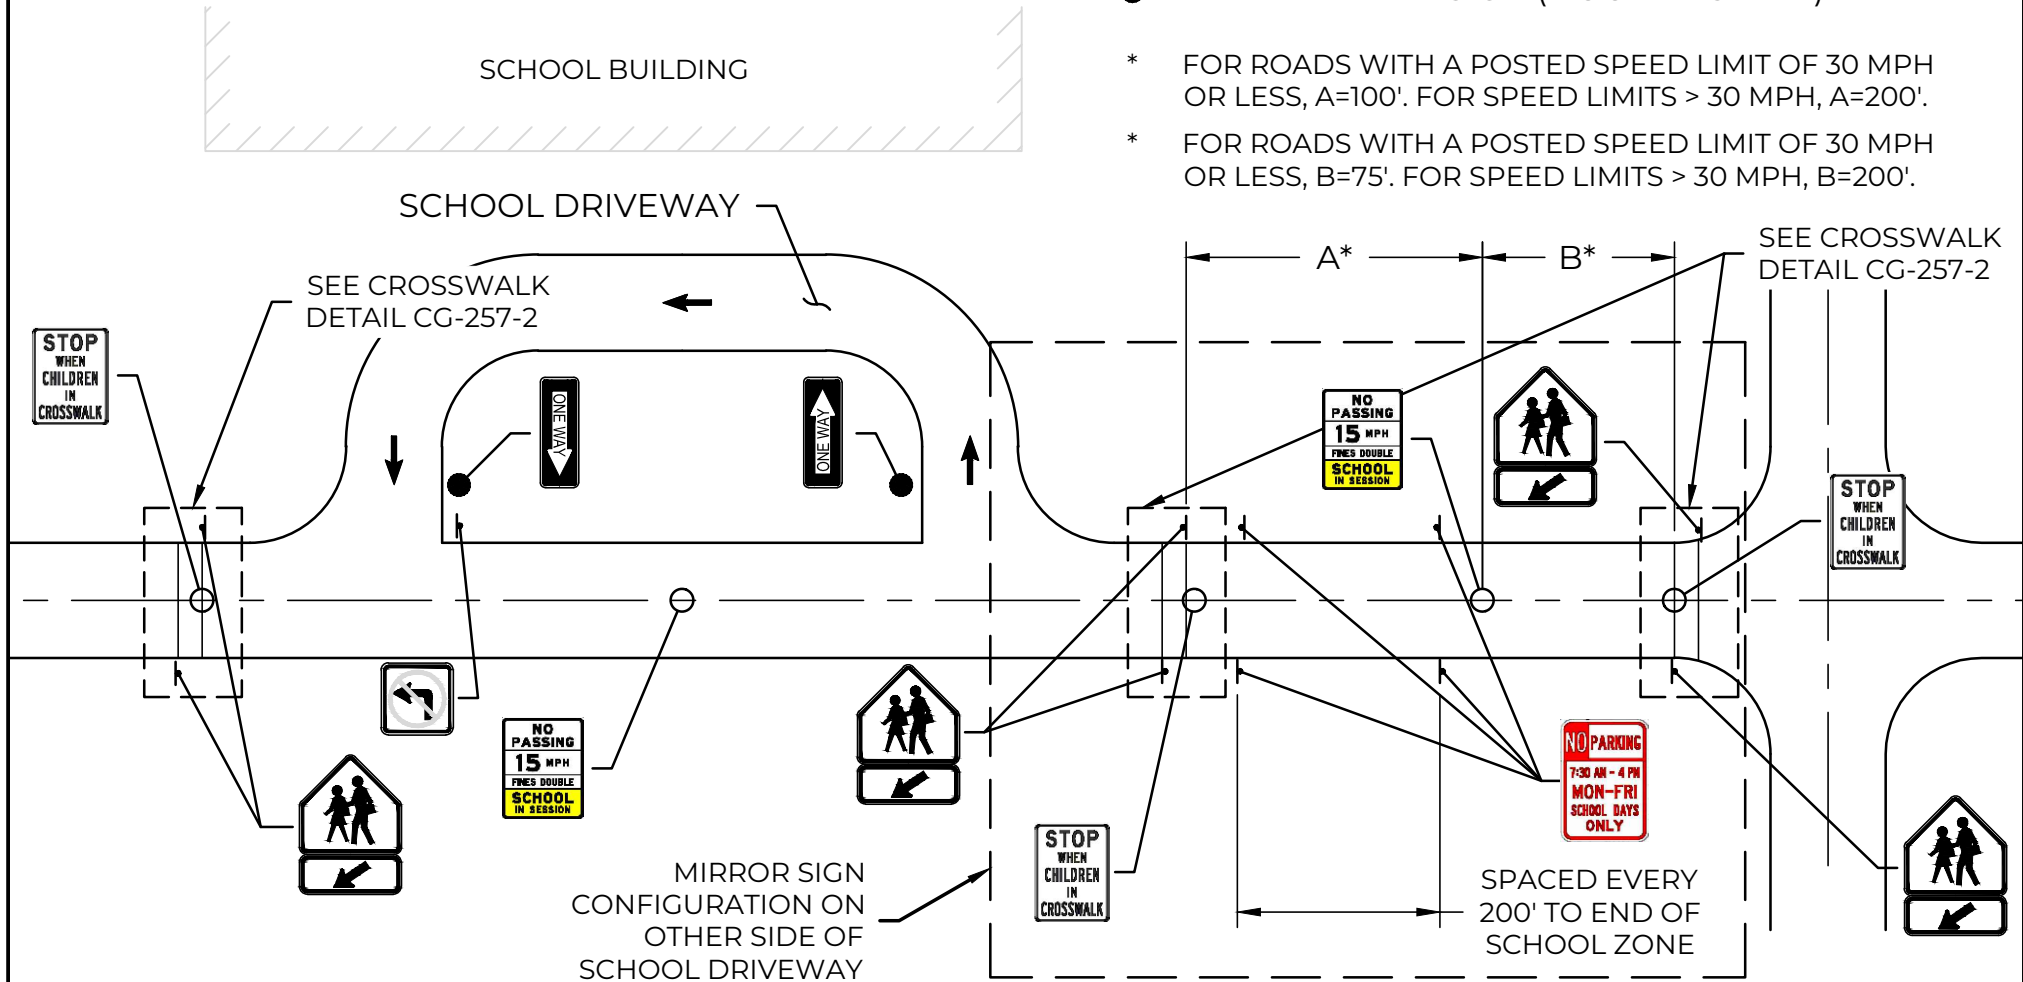 SCHOOL BUILDING
* FOR ROADS WITH A POSTED SPEED LIMIT OF 30 MPH
OR LESS, A=100'. FOR SPEED LIMITS > 30 MPH, A=200'.
* FOR ROADS WITH A POSTED SPEED LIMIT OF 30 MPH
OR LESS, B=75'. FOR SPEED LIMITS > 30 MPH, B=200'.
SCHOOL DRIVEWAY
A*
B*
SEE CROSSWALK
DETAIL CG-257-2
SEE CROSSWALK
DETAIL CG-257-2
STOP
WHEN
CHILDREN
IN
CROSSWALK
ONE WAY
ONE WAY
NO
PASSING
15 MPH
FINES DOUBLE
SCHOOL
IN SESSION
STOP
WHEN
CHILDREN
IN
CROSSWALK
NO
PASSING
15 MPH
FINES DOUBLE
SCHOOL
IN SESSION
NO PARKING
7:30 AM - 4 PM
MON-FRI
SCHOOL DAYS
ONLY
STOP
WHEN
CHILDREN
IN
CROSSWALK
MIRROR SIGN
CONFIGURATION ON
OTHER SIDE OF
SCHOOL DRIVEWAY
SPACED EVERY
200' TO END OF
SCHOOL ZONE